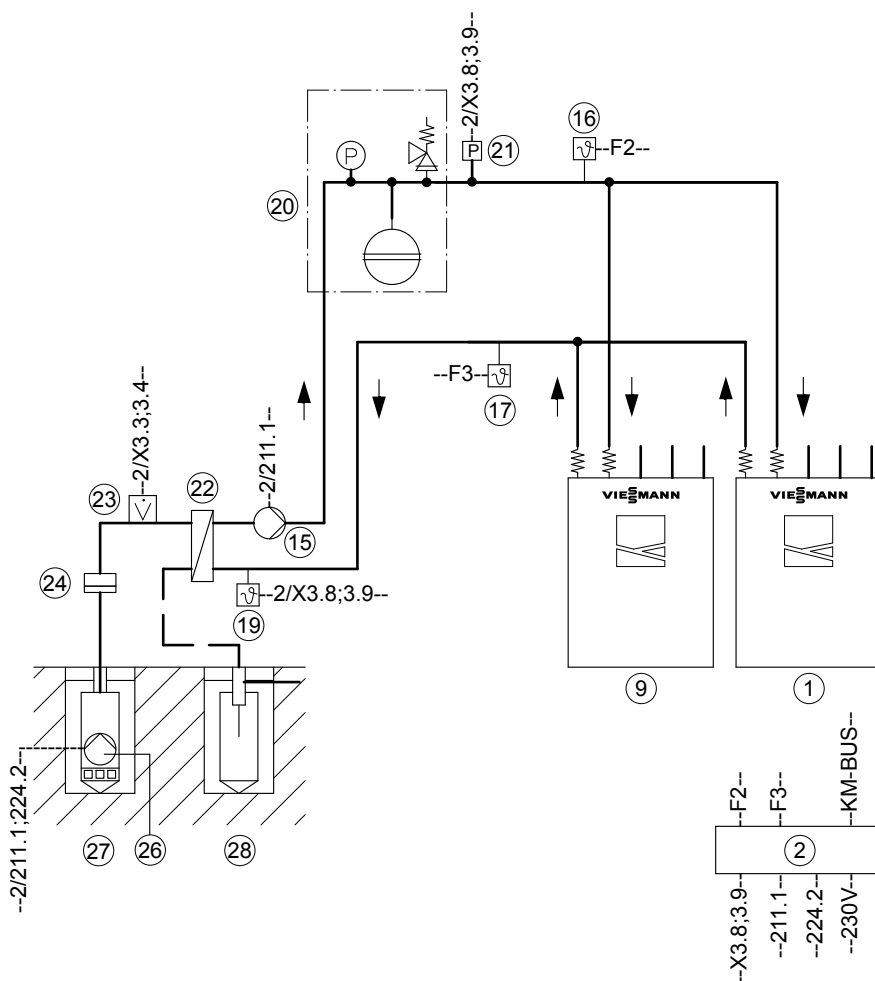 --2/X3.8;3.9--
16
P
P
21
ϑ--F2--
20
--F3--ϑ
17
--2/X3.3;3.4--
--2/211.1--
23
22
15
24
ϑ--2/X3.8;3.9--
19
VIESSMANN
VIESSMANN
9
1
--2/211.1;224.2--
27
26
28
--F2--
--F3--
--KM-BUS--
2
--X3.8;3.9--
--211.1--
--224.2--
--230V--